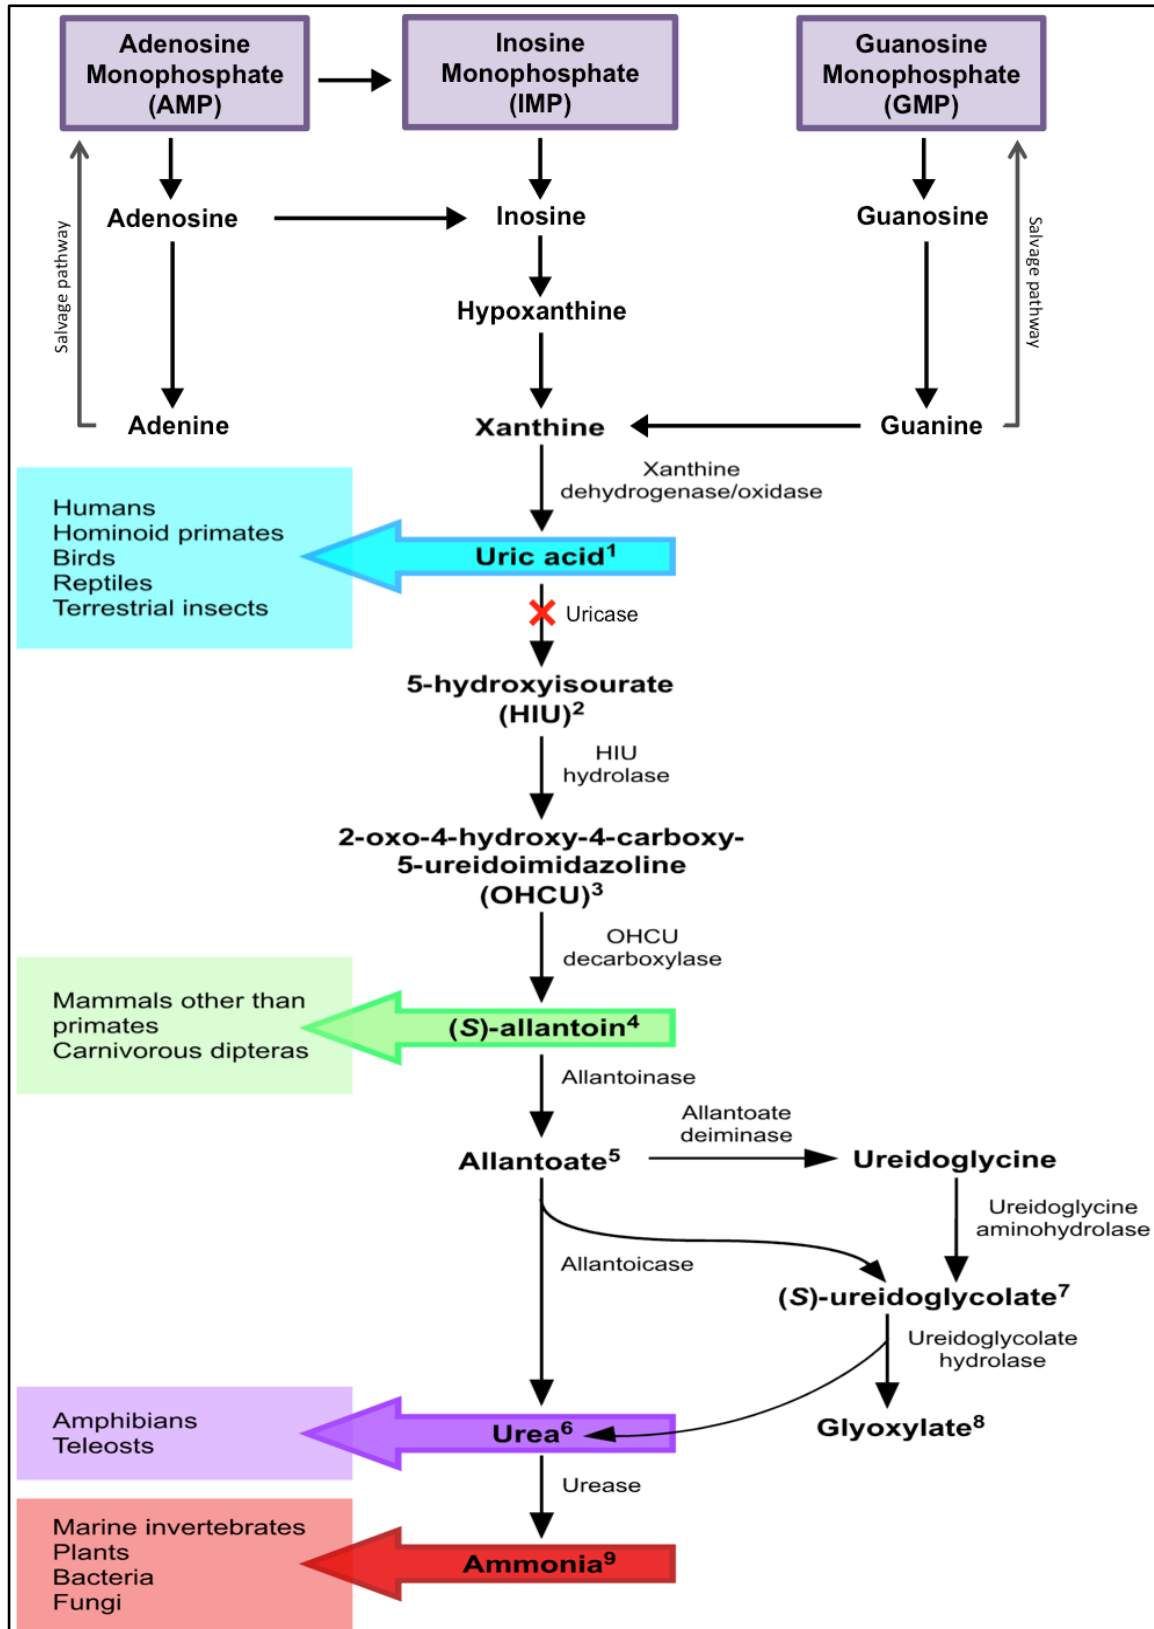 Adenosine
Monophosphate
(AMP)
Inosine
Monophosphate
(IMP)
Guanosine
Monophosphate
(GMP)
Salvage pathway
Adenosine
Inosine
Guanosine
Salvage pathway
Hypoxanthine
Adenine
Xanthine
Guanine
Xanthine
dehydrogenase/oxidase
Humans
Hominoid primates
Birds
Reptiles
Terrestrial insects
Uric acid¹
Uricase
5-hydroxyisourate
(HIU)²
HIU
hydrolase
2-oxo-4-hydroxy-4-carboxy-
5-ureidoimidazoline
(OHCU)³
OHCU
decarboxylase
Mammals other than
primates
Carnivorous dipteras
(S)-allantoin⁴
Allantoinase
Allantoate⁵
Allantoate
deiminase
Ureidoglycine
Ureidoglycine
aminohydrolase
Allantoicase
(S)-ureidoglycolate⁷
Ureidoglycolate
hydrolase
Amphibians
Teleosts
Urea⁶
Glyoxylate⁸
Urease
Marine invertebrates
Plants
Bacteria
Fungi
Ammonia⁹